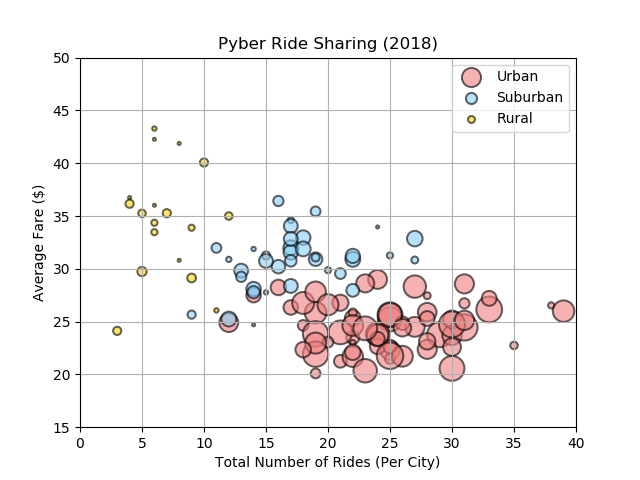 Pyber Ride Sharing (2018)
50
45
40
35
30
25
20
15
0 5 10 15 20 25 30 35 40
Average Fare ($)
Total Number of Rides (Per City)
Urban
Suburban
Rural